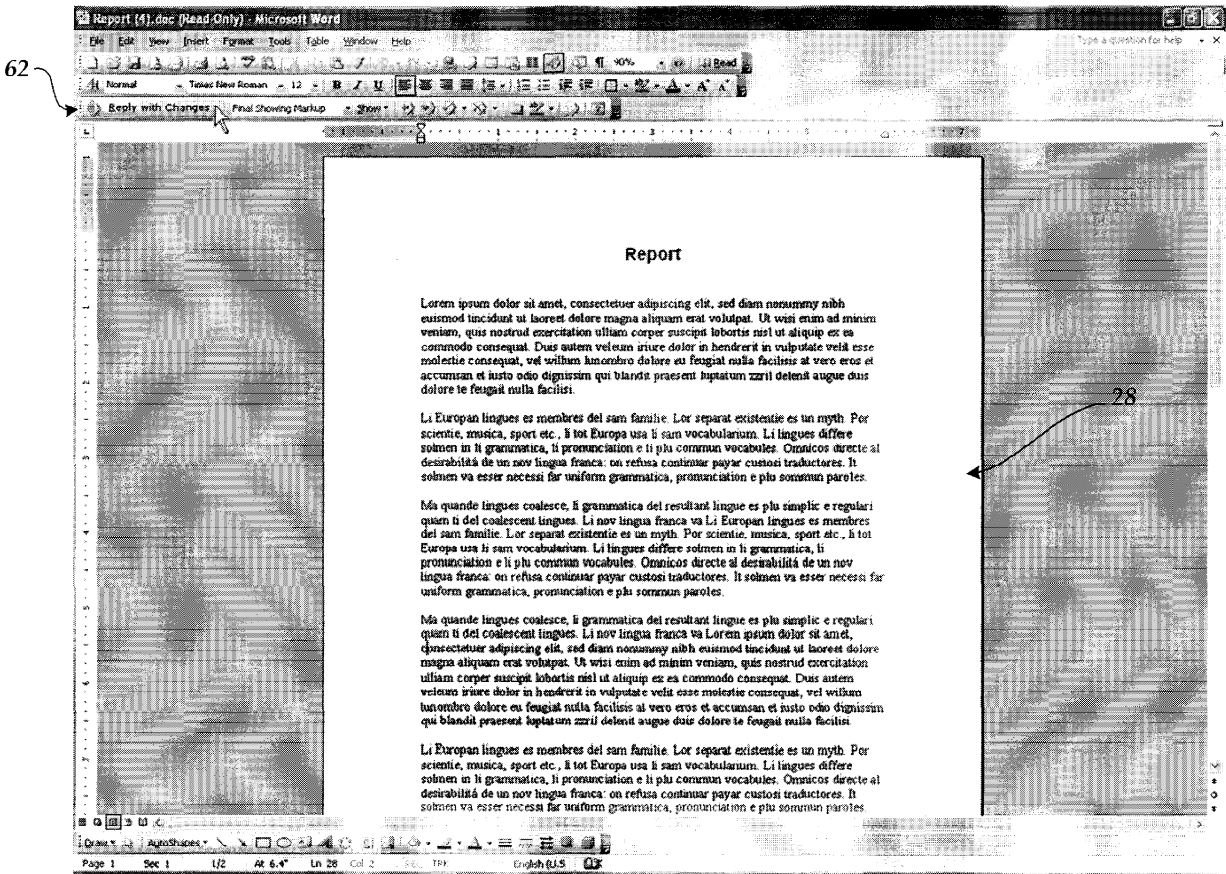 Report (4).doc (Read-Only) - Microsoft Word
File Edit View Insert Format Tools Table Window Help
Type a question for help
90% Read
Normal Times New Roman 12 B I U
62
Reply with Changes... Final Showing Markup Show
Report
Lorem ipsum dolor sit amet, consectetuer adipiscing elit, sed diam nonummy nibh
euismod tincidunt ut laoreet dolore magna aliquam erat volutpat. Ut wisi enim ad minim
veniam, quis nostrud exercitation ulliam corper suscipit lobortis nisl ut aliquip ex ea
commodo consequat. Duis autem veleum iriure dolor in hendrerit in vulputate velit esse
molestie consequat, vel willum lunombro dolore eu feugiat nulla facilisis at vero eros et
accumsan et iusto odio dignissim qui blandit praesent luptatum zzril delenit augue duis
dolore te feugait nulla facilisi.
28
Li Europan lingues es membres del sam familie. Lor separat existentie es un myth. Por
scientie, musica, sport etc., li tot Europa usa li sam vocabularium. Li lingues differe
solmen in li grammatica, li pronunciation e li plu commun vocabules. Omnicos directe al
desirabilitá de un nov lingua franca: on refusa continuar payar custosi traductores. It
solmen va esser necessi far uniform grammatica, pronunciation e plu sommun paroles.
Ma quande lingues coalesce, li grammatica del resultant lingue es plu simplic e regulari
quam ti del coalescent lingues. Li nov lingua franca va Li Europan lingues es membres
del sam familie. Lor separat existentie es un myth. Por scientie, musica, sport etc., li tot
Europa usa li sam vocabularium. Li lingues differe solmen in li grammatica, li
pronunciation e li plu commun vocabules. Omnicos directe al desirabilitá de un nov
lingua franca: on refusa continuar payar custosi traductores. It solmen va esser necessi far
uniform grammatica, pronunciation e plu sommun paroles.
Ma quande lingues coalesce, li grammatica del resultant lingue es plu simplic e regulari
quam ti del coalescent lingues. Li nov lingua franca va Lorem ipsum dolor sit amet,
consectetuer adipiscing elit, sed diam nonummy nibh euismod tincidunt ut laoreet dolore
magna aliquam erat volutpat. Ut wisi enim ad minim veniam, quis nostrud exercitation
ulliam corper suscipit lobortis nisl ut aliquip ex ea commodo consequat. Duis autem
veleum iriure dolor in hendrerit in vulputate velit esse molestie consequat, vel willum
lunombro dolore eu feugiat nulla facilisis at vero eros et accumsan et iusto odio dignissim
qui blandit praesent luptatum zzril delenit augue duis dolore te feugait nulla facilisi.
Li Europan lingues es membres del sam familie. Lor separat existentie es un myth. Por
scientie, musica, sport etc., li tot Europa usa li sam vocabularium. Li lingues differe
solmen in li grammatica, li pronunciation e li plu commun vocabules. Omnicos directe al
desirabilitá de un nov lingua franca: on refusa continuar payar custosi traductores. It
solmen va esser necessi far uniform grammatica, pronunciation e plu sommun paroles.
Draw AutoShapes
Page 1 Sec 1 1/2 At 6.4" Ln 28 Col 2 REC TRK English (U.S